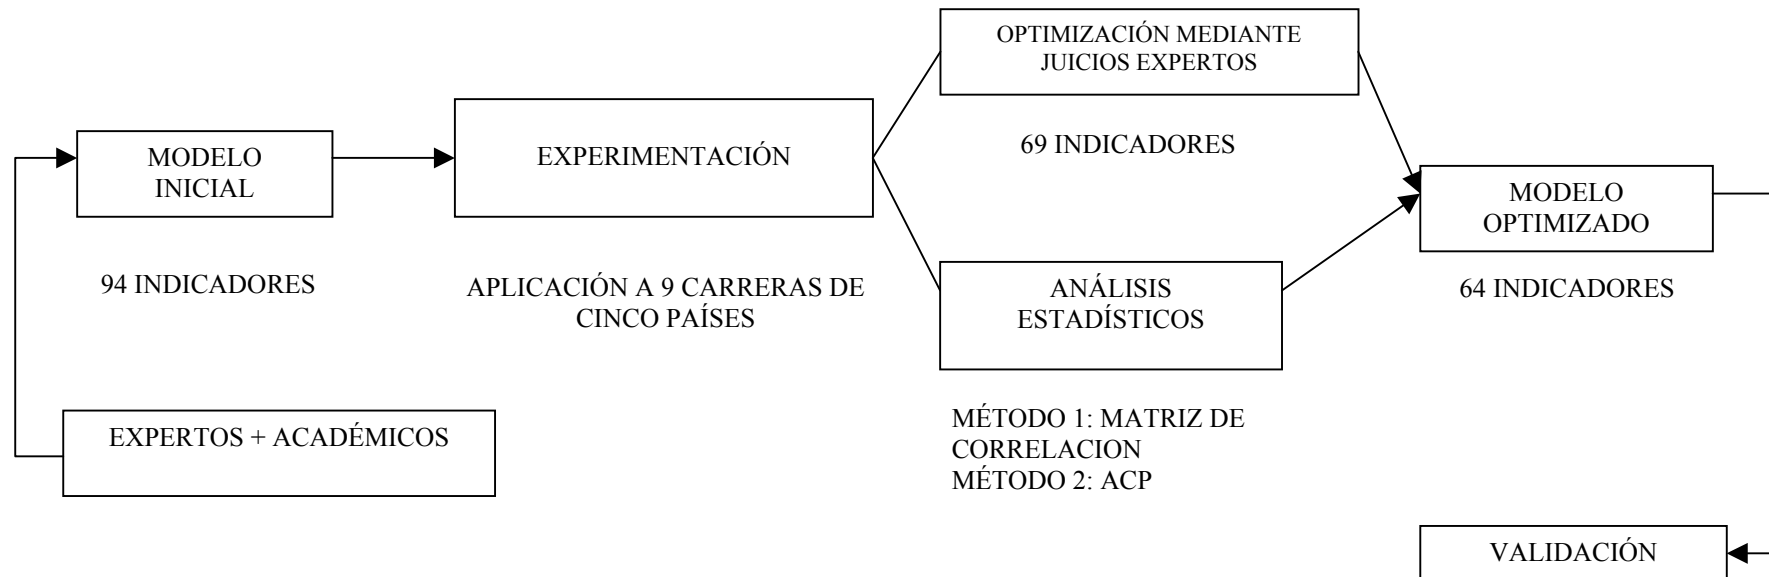 OPTIMIZACIÓN MEDIANTE
JUICIOS EXPERTOS
69 INDICADORES
MODELO
INICIAL
94 INDICADORES
EXPERIMENTACIÓN
APLICACIÓN A 9 CARRERAS DE
CINCO PAÍSES
MODELO
OPTIMIZADO
64 INDICADORES
ANÁLISIS
ESTADÍSTICOS
MÉTODO 1: MATRIZ DE
CORRELACION
MÉTODO 2: ACP
EXPERTOS + ACADÉMICOS
VALIDACIÓN